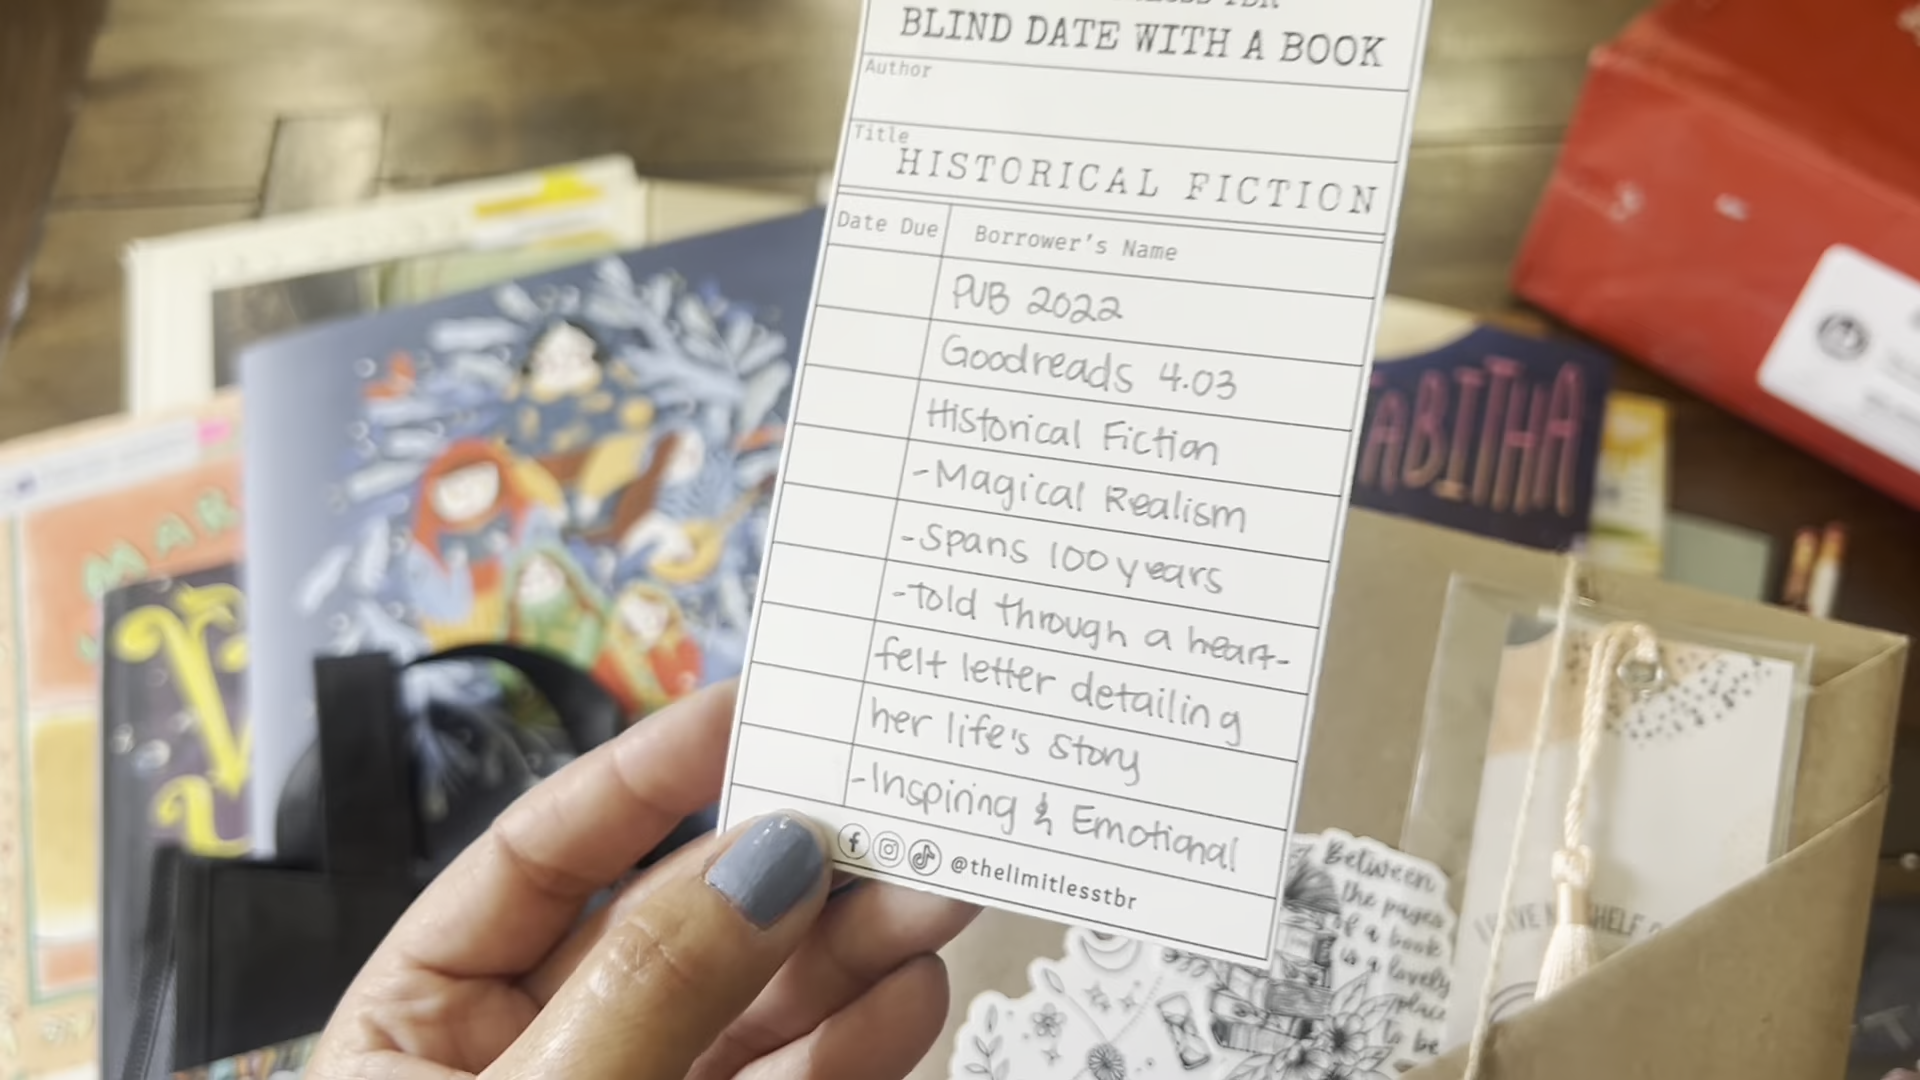 BLIND DATE WITH A BOOK
Author
Title
HISTORICAL FICTION
Date Due Borrower's Name
PUB 2022
Goodreads 4.03
Historical Fiction
-Magical Realism
-Spans 100 years
-told through a heart-
felt letter detailing
her life's story
-Inspiring & Emotional
@thelimitlesstbr
MAR
TABITHA
Between
the pages
of a book
is a lovely
place
to be